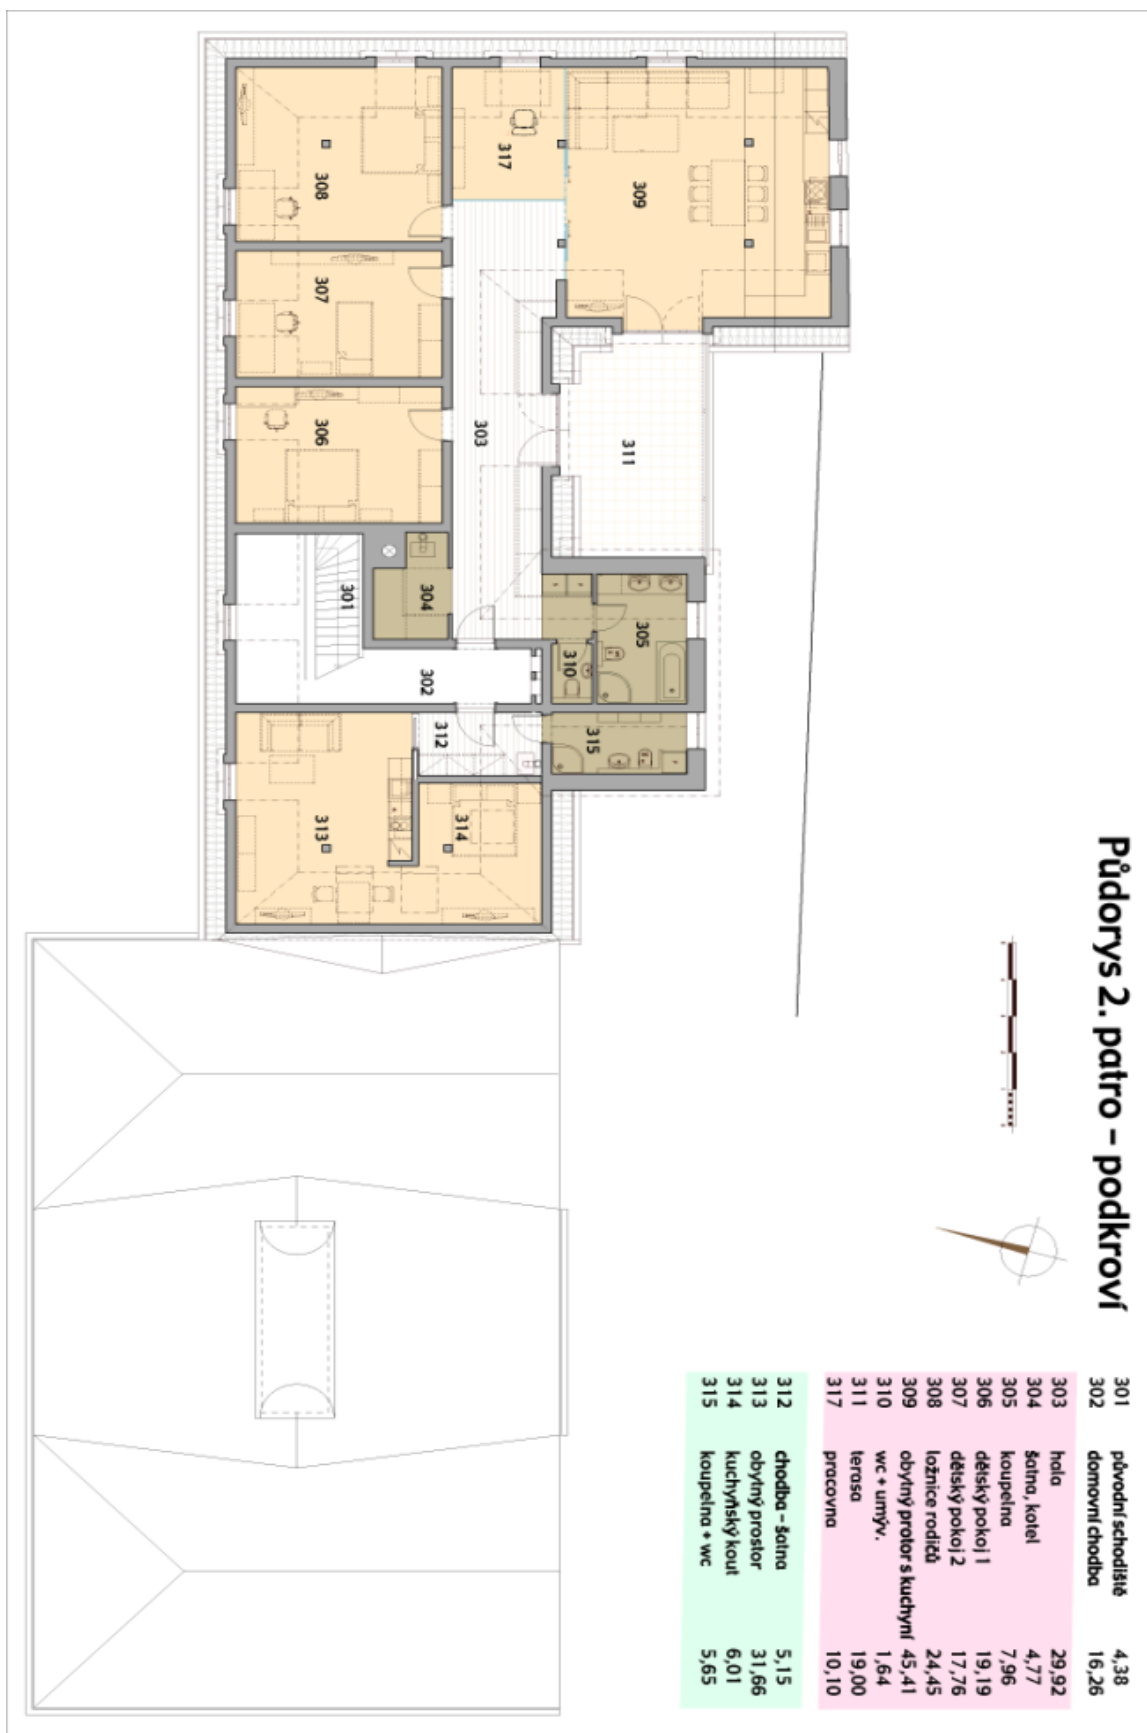 Půdorys 2. patro – podkroví
301 původní schodiště 4,38
302 domovní chodba 16,26
303 hala 29,92
304 šatna, kotel 4,77
305 koupelna 7,96
306 dětský pokoj 1 19,19
307 dětský pokoj 2 17,76
308 ložnice rodičů 24,45
309 obytný protor s kuchyní 45,41
310 wc + umýv. 1,64
311 terasa 19,00
317 pracovna 10,10
312 chodba – šatna 5,15
313 obytný prostor 31,66
314 kuchyňský kout 6,01
315 koupelna + wc 5,65
309
317
308
307
311
303
306
305
304
301
310
302
315
312
314
313